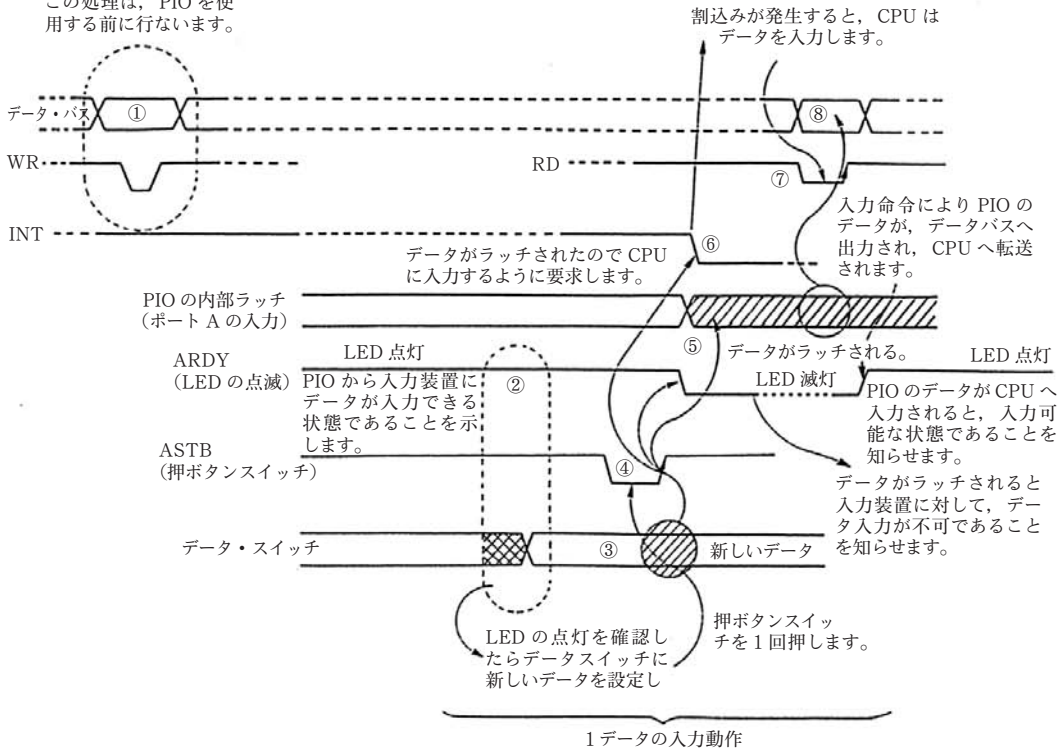 この処理は，PIO を使
用する前に行ないます。
割込みが発生すると，CPU は
データを入力します。
データ・バス
①
⑧
WR
RD
⑦
入力命令により PIO の
データが，データバスへ
出力され，CPU へ転送
されます。
INT
⑥
データがラッチされたので CPU
に入力するように要求します。
PIO の内部ラッチ
（ポート A の入力）
⑤
データがラッチされる。
ARDY
（LED の点滅）
LED 点灯
②
LED 滅灯
LED 点灯
PIO から入力装置に
データが入力できる
状態であることを示
します。
PIO のデータが CPU へ
入力されると，入力可
能な状態であることを
知らせます。
ASTB
（押ボタンスイッチ）
④
データがラッチされると
入力装置に対して，デー
タ入力が不可であること
を知らせます。
データ・スイッチ
③
新しいデータ
LED の点灯を確認し
たらデータスイッチに
新しいデータを設定し
押ボタンスイッ
チを 1 回押します。
1 データの入力動作